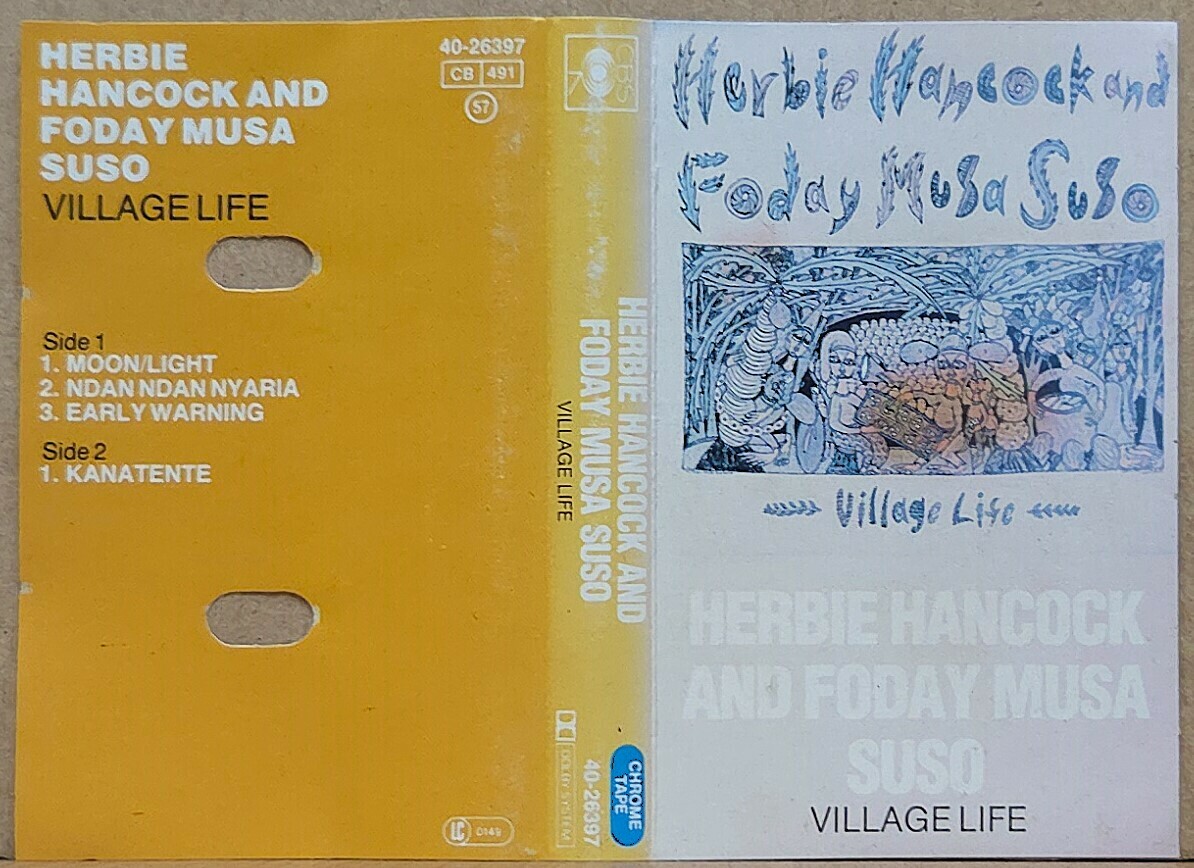 HERBIE
HANCOCK AND
FODAY MUSA
SUSO
VILLAGE LIFE
40-26397
CB 491
57
Side 1
1. MOON/LIGHT
2. NDAN NDAN NYARIA
3. EARLY WARNING
Side 2
1. KANATENTE
LC 0149
CBS
HERBIE HANCOCK AND
FODAY MUSA SUSO
VILLAGE LIFE
CHROME
TAPE
40-26397
DOLBY SYSTEM
Herbie Hancock and
Foday Musa Suso
Village Life
HERBIE HANCOCK
AND FODAY MUSA
SUSO
VILLAGE LIFE